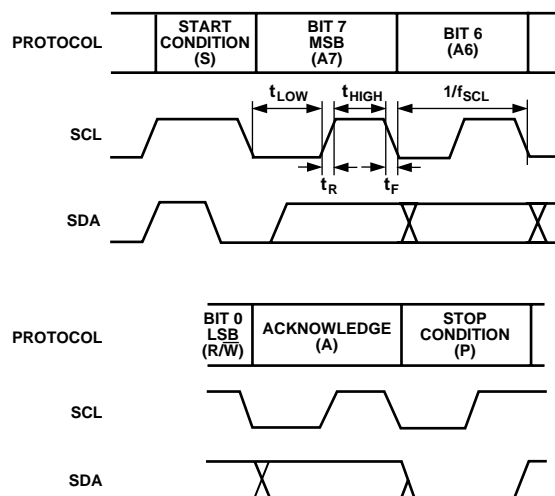 PROTOCOL
START
CONDITION
(S)
BIT 7
MSB
(A7)
BIT 6
(A6)
tLOW
tHIGH
1/fSCL
SCL
tR
tF
SDA
PROTOCOL
BIT 0
LSB
(R/W̅)
ACKNOWLEDGE
(A)
STOP
CONDITION
(P)
SCL
SDA